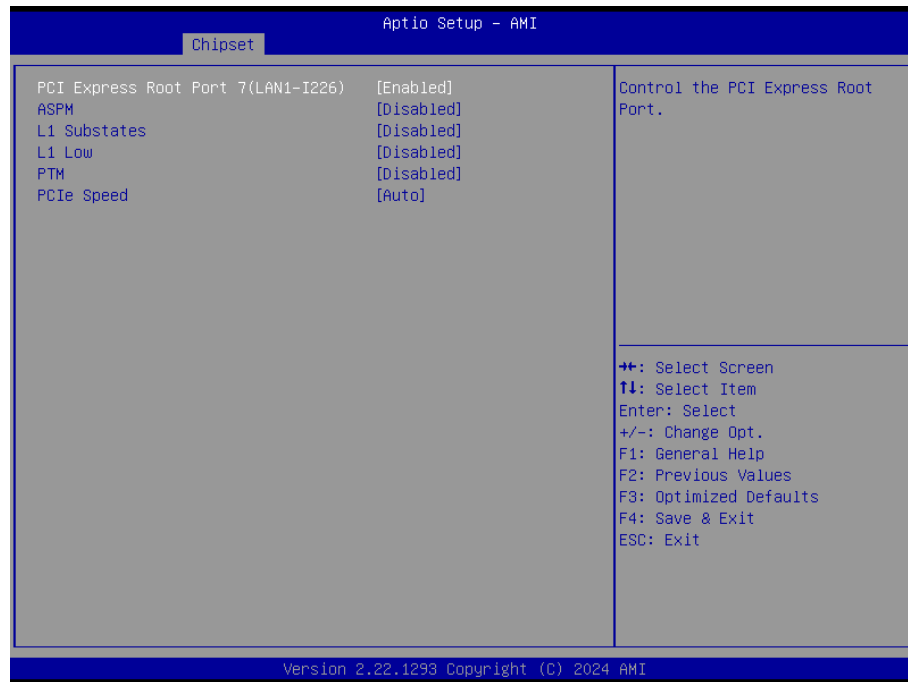 Aptio Setup – AMI
Chipset
PCI Express Root Port 7(LAN1-I226) [Enabled]
ASPM [Disabled]
L1 Substates [Disabled]
L1 Low [Disabled]
PTM [Disabled]
PCIe Speed [Auto]
Control the PCI Express Root
Port.
→←: Select Screen
↑↓: Select Item
Enter: Select
+/-: Change Opt.
F1: General Help
F2: Previous Values
F3: Optimized Defaults
F4: Save & Exit
ESC: Exit
Version 2.22.1293 Copyright (C) 2024 AMI